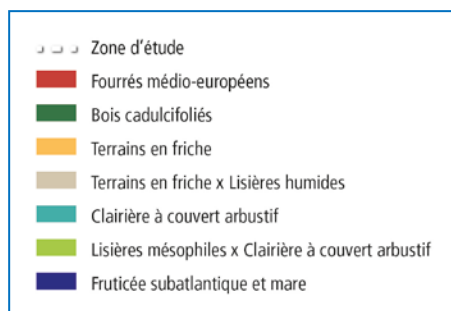 Zone d'étude
Fourrés médio-européens
Bois cadulcifoliés
Terrains en friche
Terrains en friche x Lisières humides
Clairière à couvert arbustif
Lisières mésophiles x Clairière à couvert arbustif
Fruticée subatlantique et mare